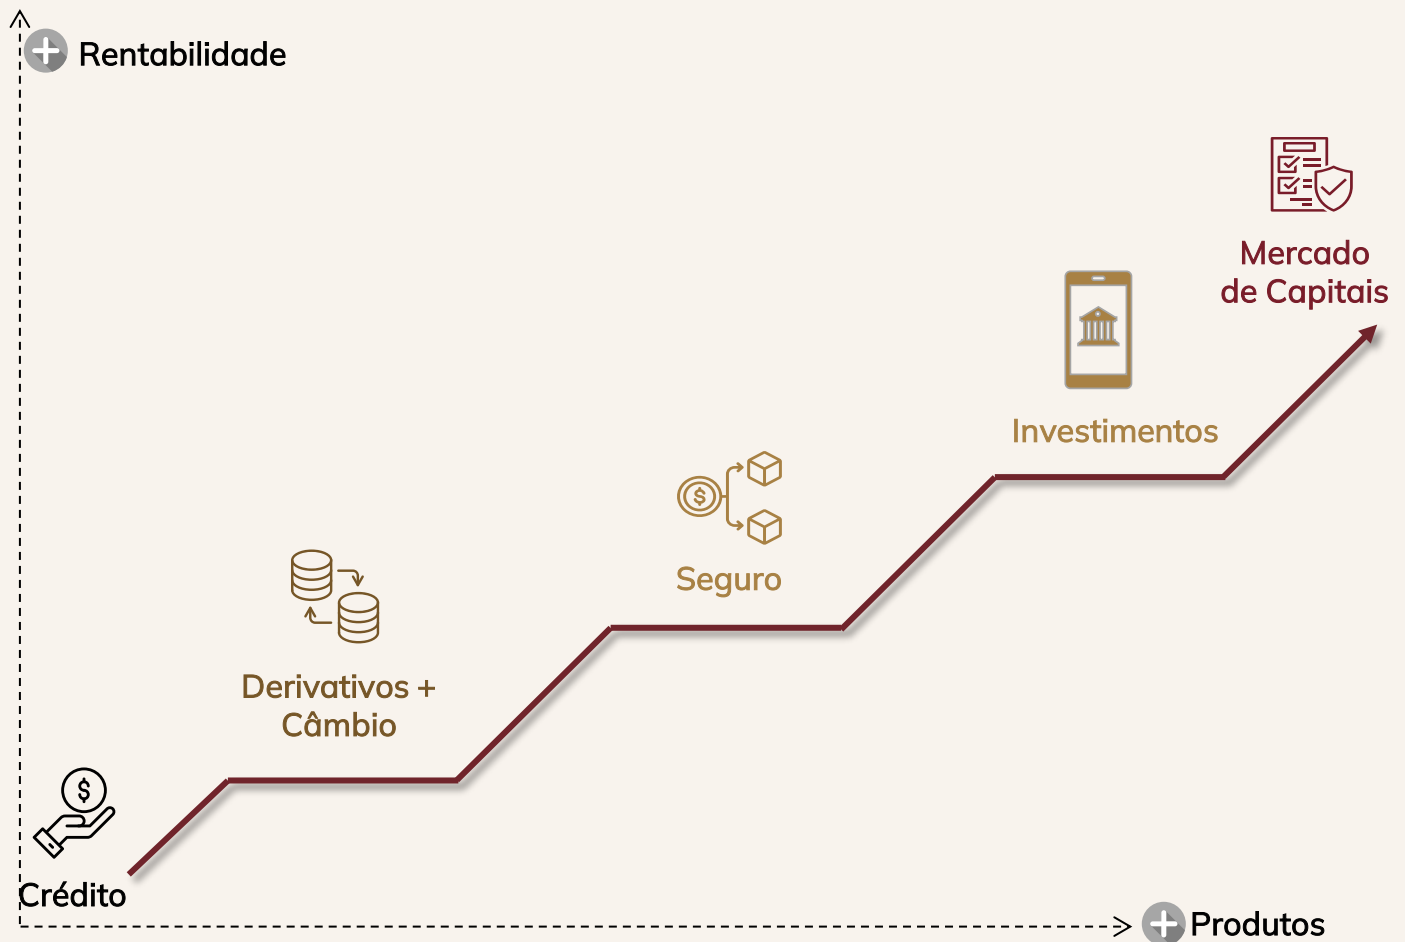 Rentabilidade
Mercado
de Capitais
Investimentos
$
Seguro
Derivativos +
Câmbio
$
Crédito
Produtos